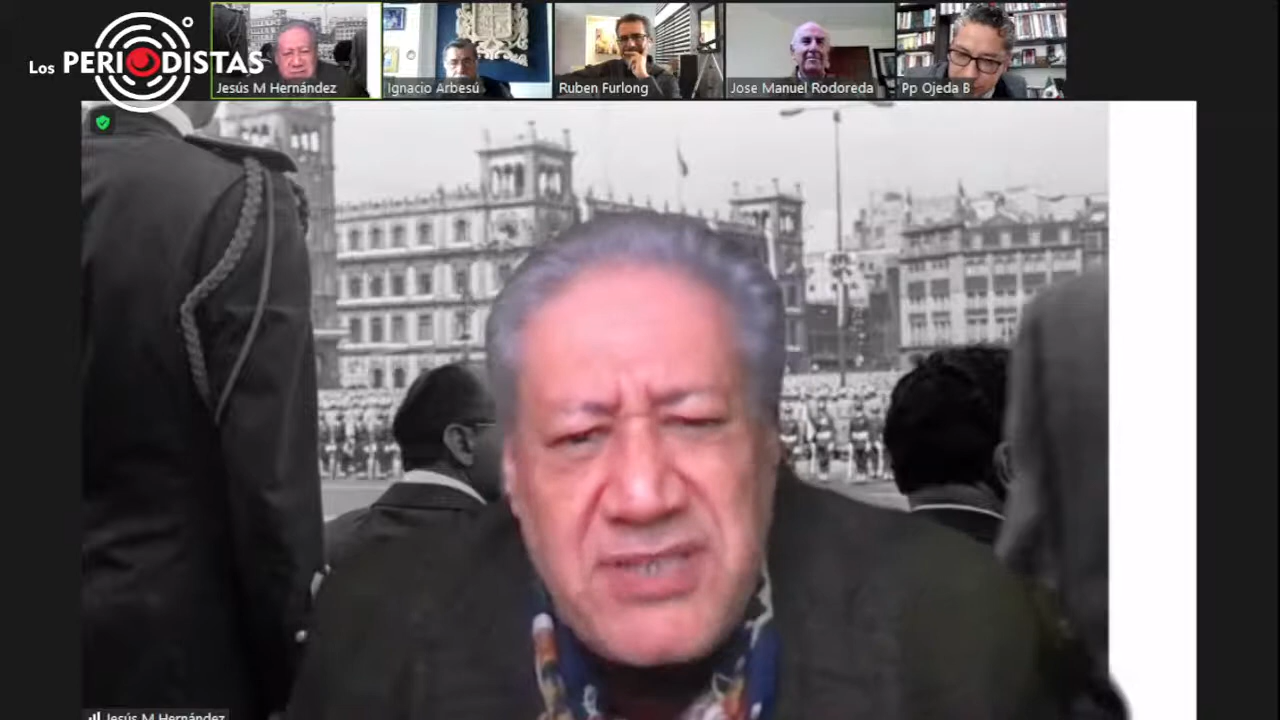 Los PERIODISTAS
Jesús M Hernández
Ignacio Arbesú
Ruben Furlong
Jose Manuel Rodoreda
Pp Ojeda B
Jesús M Hernández